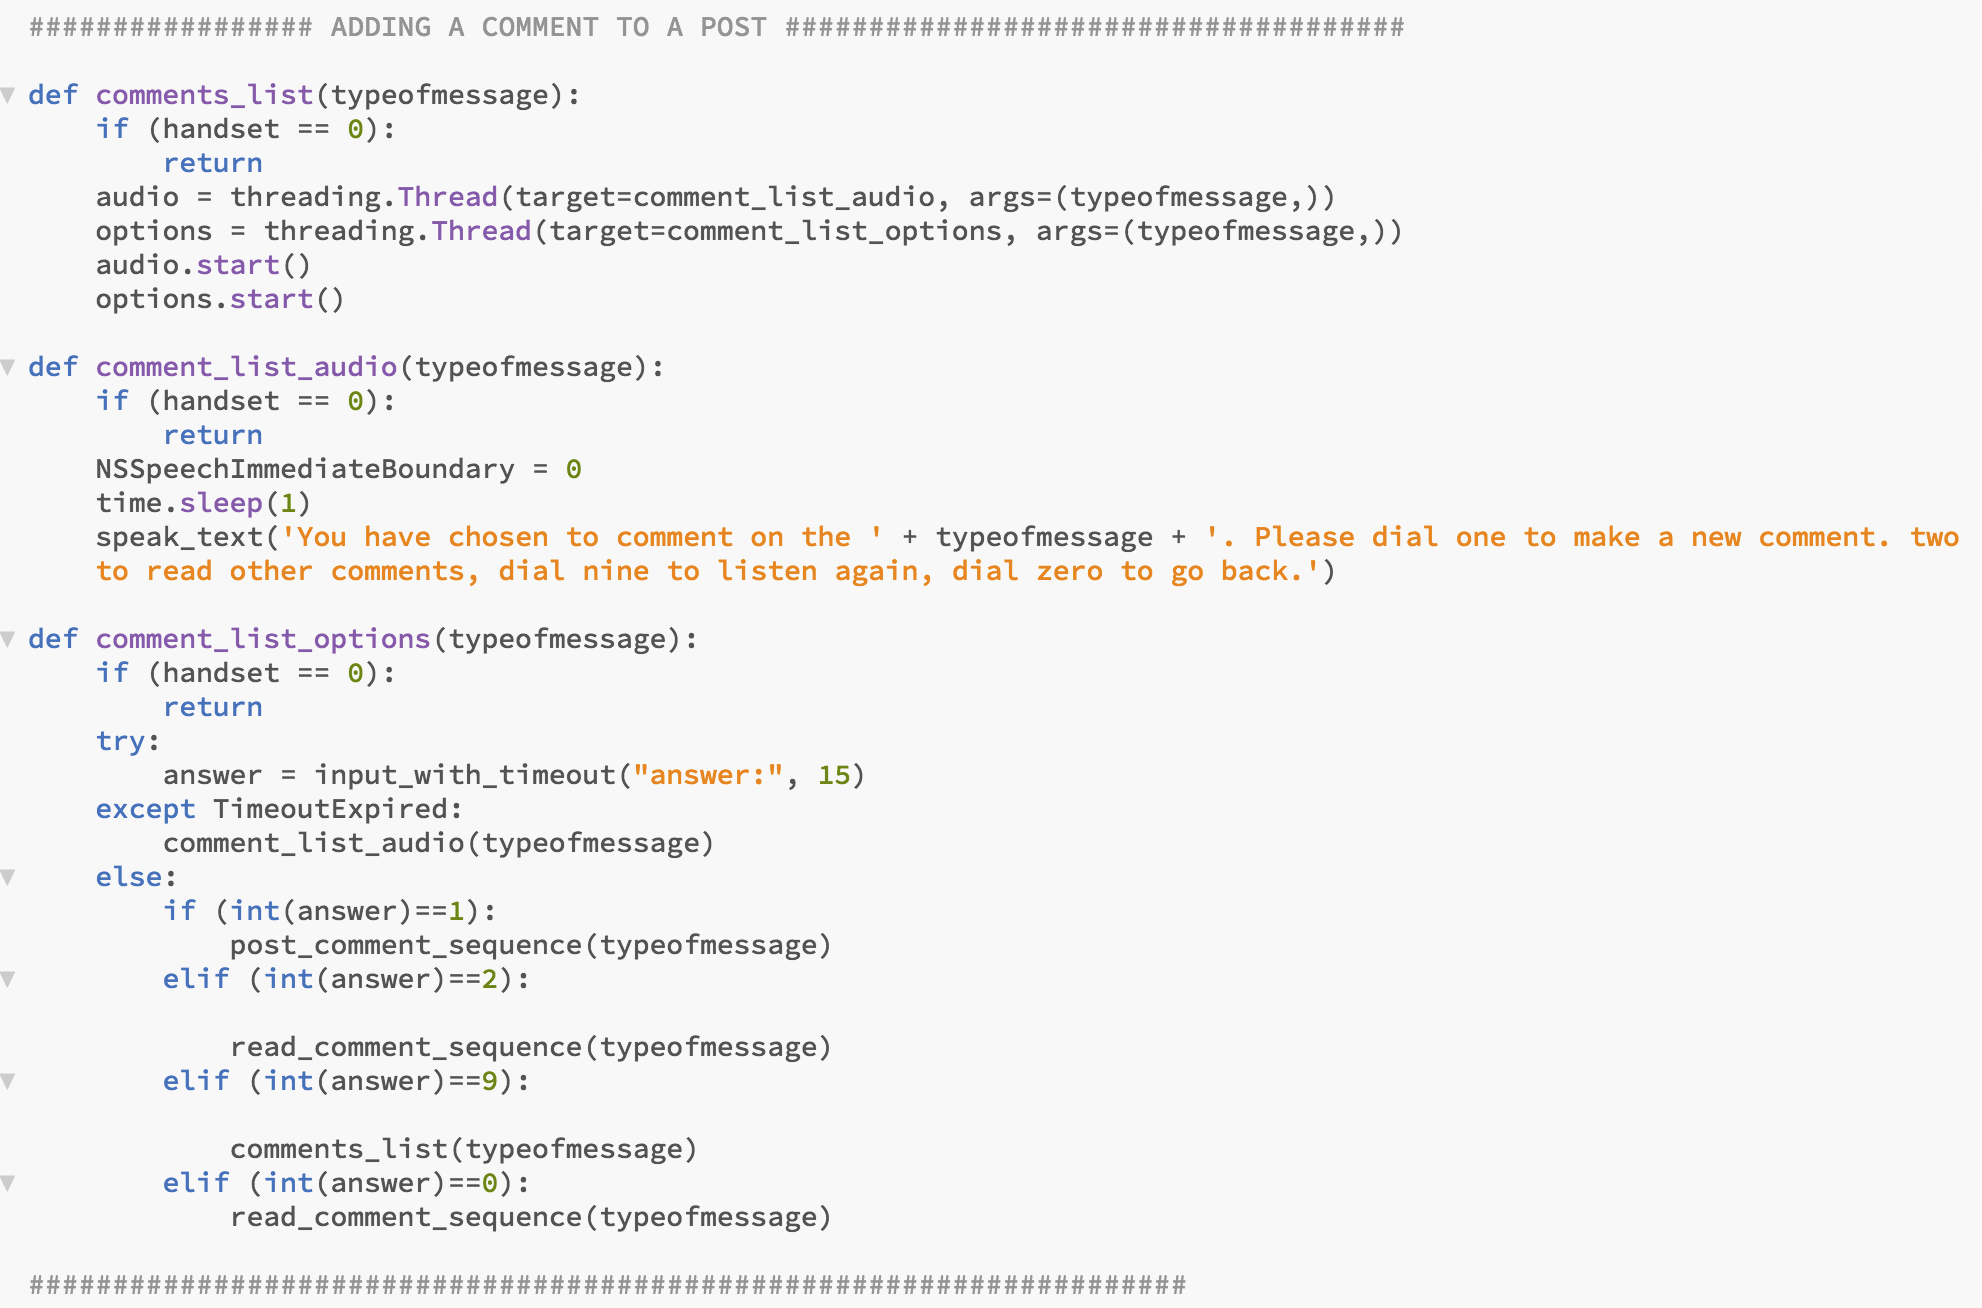 ################# ADDING A COMMENT TO A POST #####################################
def comments_list(typeofmessage):
    if (handset == 0):
        return
    audio = threading.Thread(target=comment_list_audio, args=(typeofmessage,))
    options = threading.Thread(target=comment_list_options, args=(typeofmessage,))
    audio.start()
    options.start()
def comment_list_audio(typeofmessage):
    if (handset == 0):
        return
    NSSpeechImmediateBoundary = 0
    time.sleep(1)
    speak_text('You have chosen to comment on the ' + typeofmessage + '. Please dial one to make a new comment. two
    to read other comments, dial nine to listen again, dial zero to go back.')
def comment_list_options(typeofmessage):
    if (handset == 0):
        return
    try:
        answer = input_with_timeout("answer:", 15)
    except TimeoutExpired:
        comment_list_audio(typeofmessage)
    else:
        if (int(answer)==1):
            post_comment_sequence(typeofmessage)
        elif (int(answer)==2):
            read_comment_sequence(typeofmessage)
        elif (int(answer)==9):
            comments_list(typeofmessage)
        elif (int(answer)==0):
            read_comment_sequence(typeofmessage)
#####################################################################